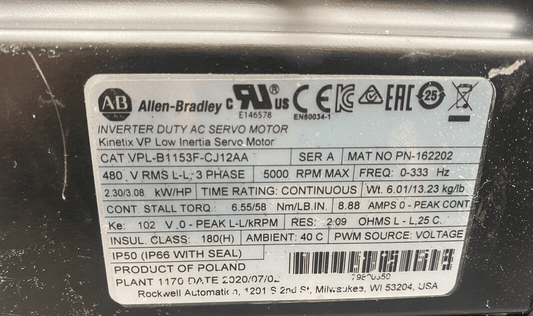 AB Allen-Bradley c RU US CE EAC 25
E146578 EN60034-1
INVERTER DUTY AC SERVO MOTOR
Kinetix VP Low Inertia Servo Motor
CAT VPL-B1153F-CJ12AA SER A MAT NO PN-162202
480 V RMS L-L, 3 PHASE 5000 RPM MAX FREQ: 0-333 Hz
2.30/3.08 kW/HP TIME RATING: CONTINUOUS Wt. 6.01/13.23 kg/lb
CONT. STALL TORQ. 6.55/58 Nm/LB.IN 8.88 AMPS 0 - PEAK CONT
Ke: 102 V 0 - PEAK L-L/kRPM RES: 2.09 OHMS L - L,25 C.
INSUL. CLASS: 180(H) AMBIENT: 40 C PWM SOURCE: VOLTAGE
IP50 (IP66 WITH SEAL)
PRODUCT OF POLAND
PLANT 1170 DATE 2020/07/
Rockwell Automation, 1201 S 2nd St, Milwaukee, WI 53204, USA